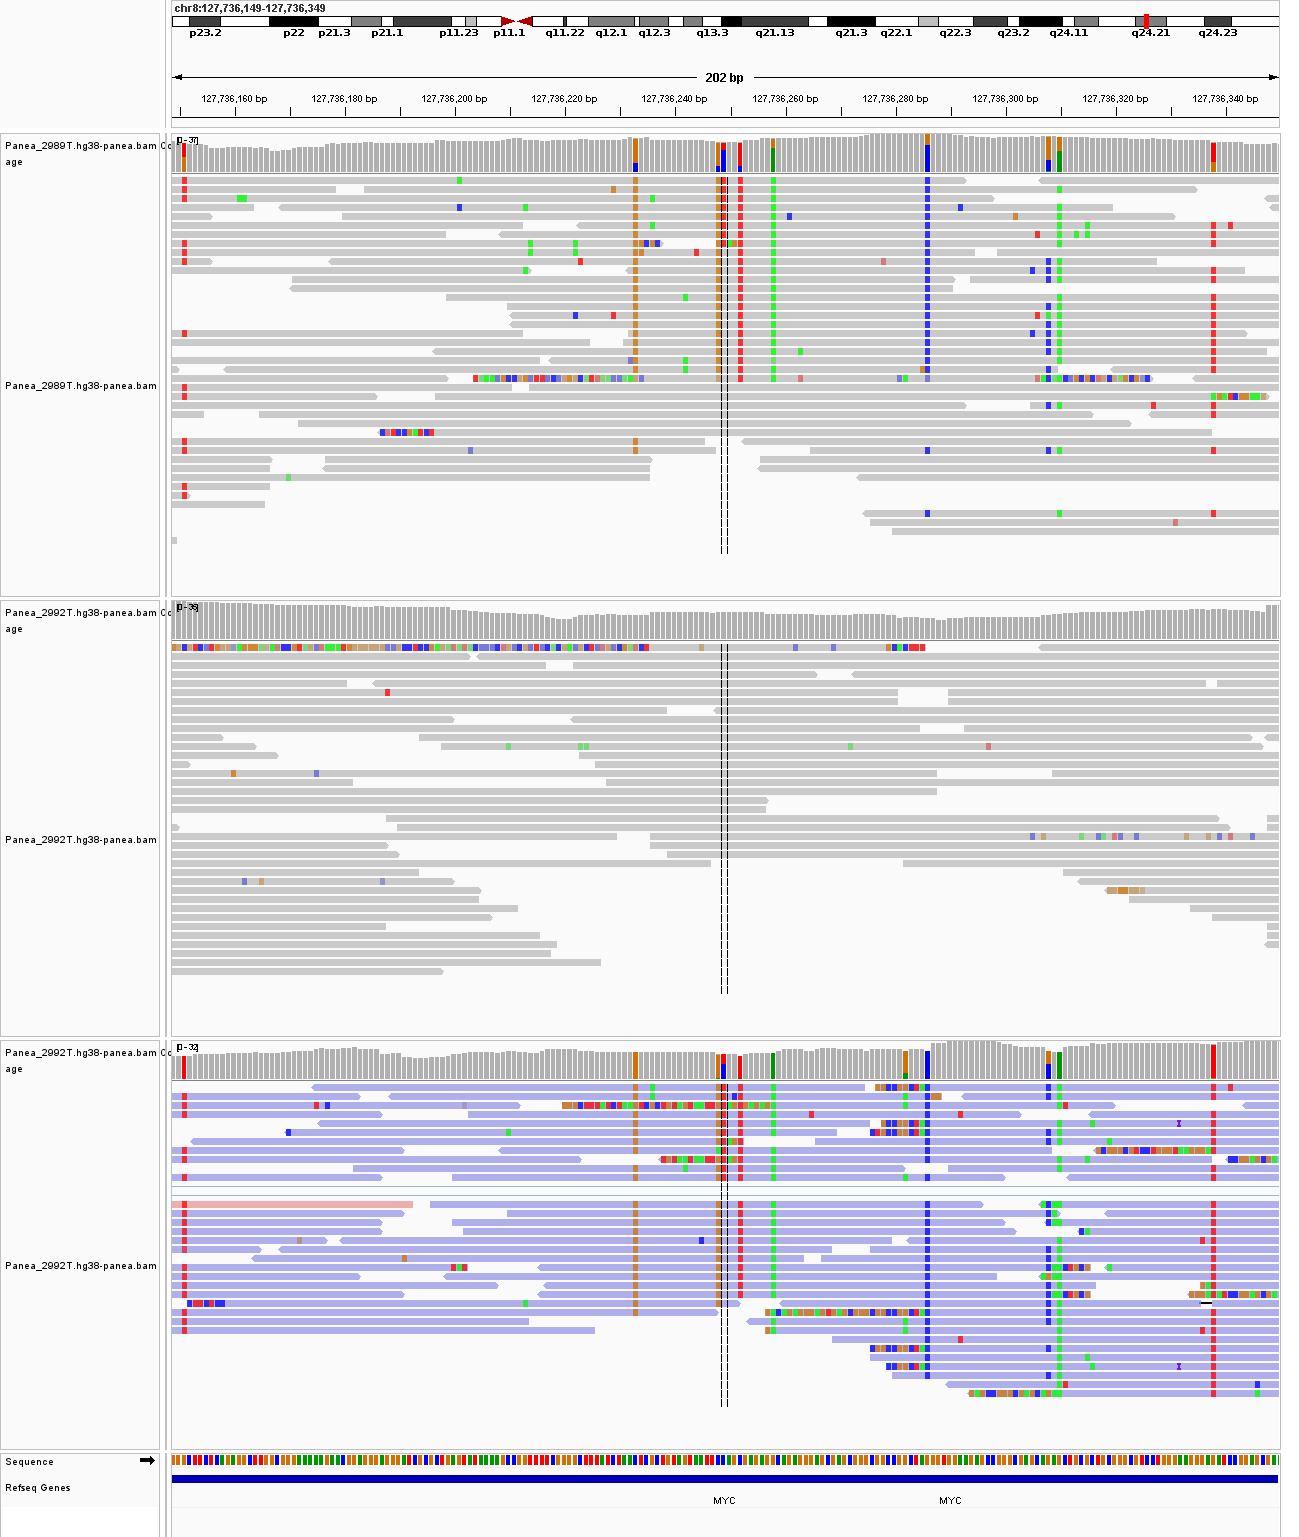 chr8:127,736,149-127,736,349
p23.2 p22 p21.3 p21.1 p11.23 p11.1 q11.22 q12.1 q12.3 q13.3 q21.13 q21.3 q22.1 q22.3 q23.2 q24.11 q24.21 q24.23
202 bp
127,736,160 bp 127,736,180 bp 127,736,200 bp 127,736,220 bp 127,736,240 bp 127,736,260 bp 127,736,280 bp 127,736,300 bp 127,736,320 bp 127,736,340 bp
Panea_2989T.hg38-panea.bam Co
age
[0-37]
Panea_2989T.hg38-panea.bam
Panea_2992T.hg38-panea.bam Co
age
Panea_2992T.hg38-panea.bam
Panea_2992T.hg38-panea.bam Co
age
[0-32]
Panea_2992T.hg38-panea.bam
Sequence
Refseq Genes
MYC MYC